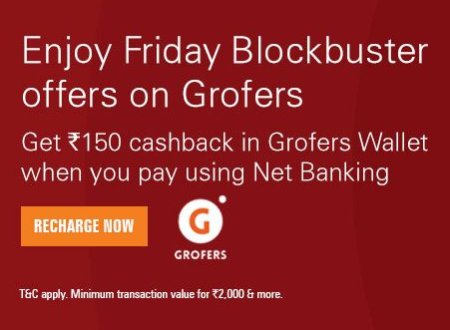 Enjoy Friday Blockbuster
offers on Grofers
Get ₹150 cashback in Grofers Wallet
when you pay using Net Banking
RECHARGE NOW
G
GROFERS
T&C apply. Minimum transaction value for ₹2,000 & more.